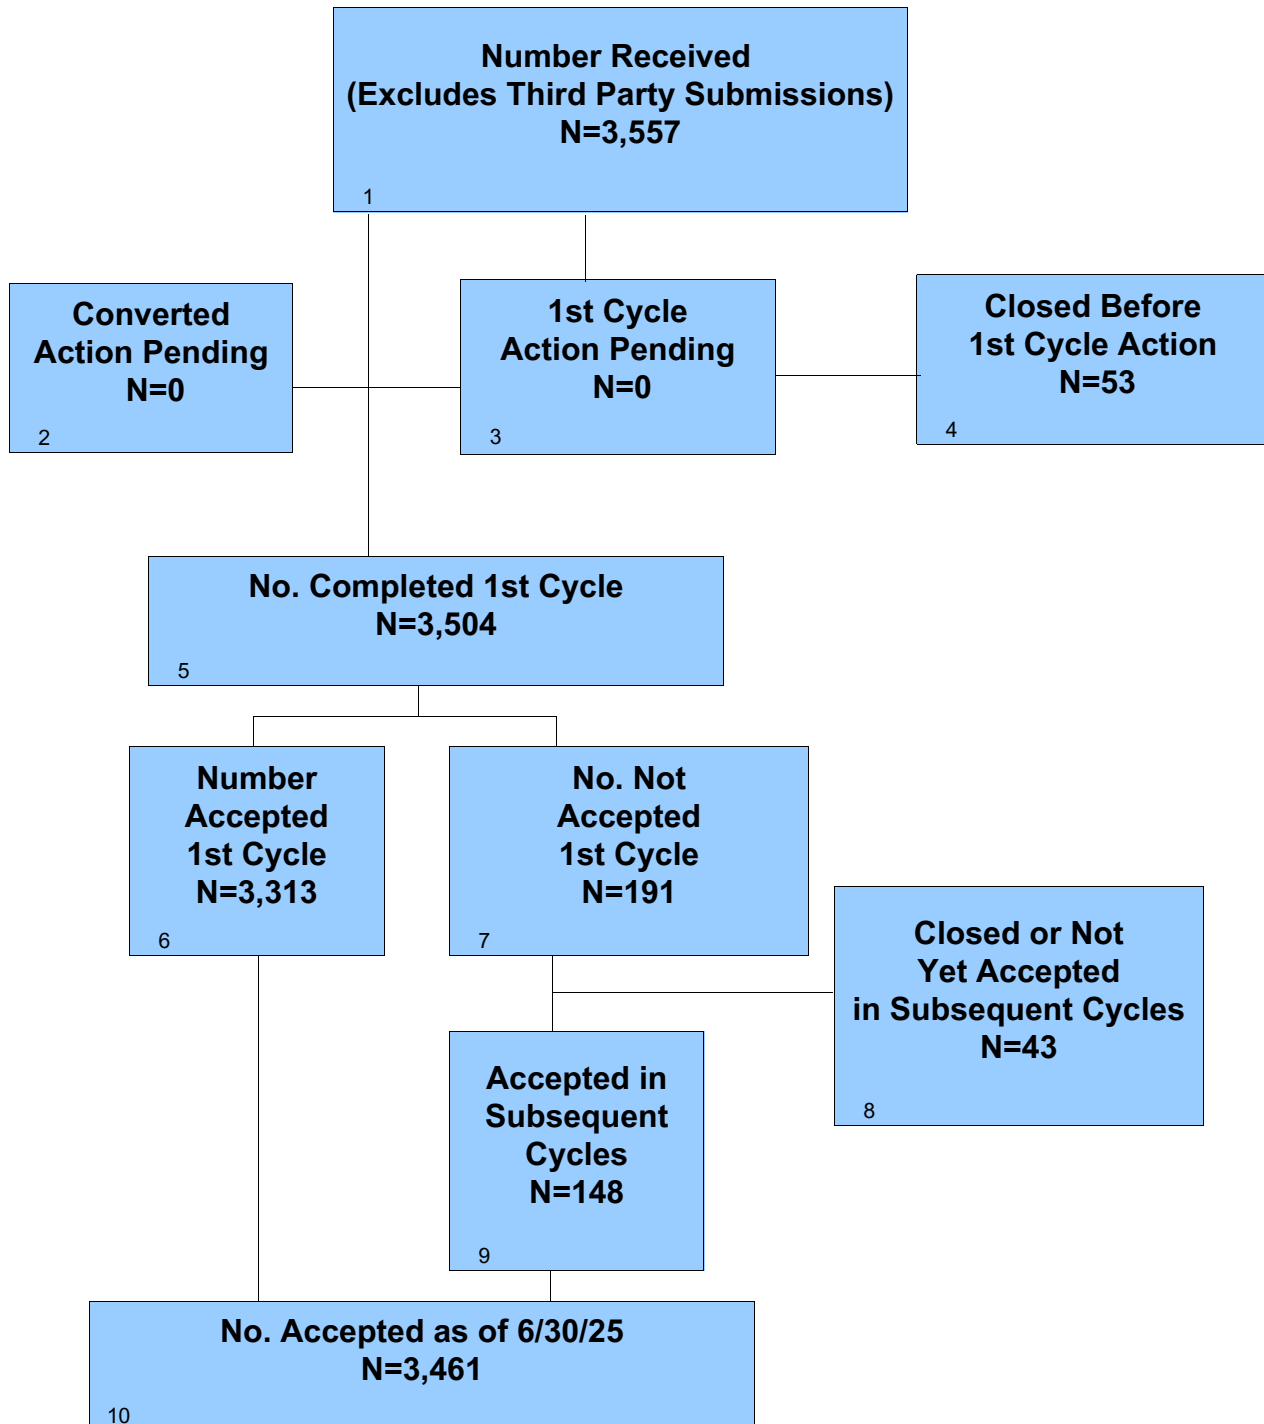 Number Received
(Excludes Third Party Submissions)
N=3,557
1
Converted
Action Pending
N=0
2
1st Cycle
Action Pending
N=0
3
Closed Before
1st Cycle Action
N=53
4
No. Completed 1st Cycle
N=3,504
5
Number
Accepted
1st Cycle
N=3,313
6
No. Not
Accepted
1st Cycle
N=191
7
Closed or Not
Yet Accepted
in Subsequent Cycles
N=43
8
Accepted in
Subsequent
Cycles
N=148
9
No. Accepted as of 6/30/25
N=3,461
10